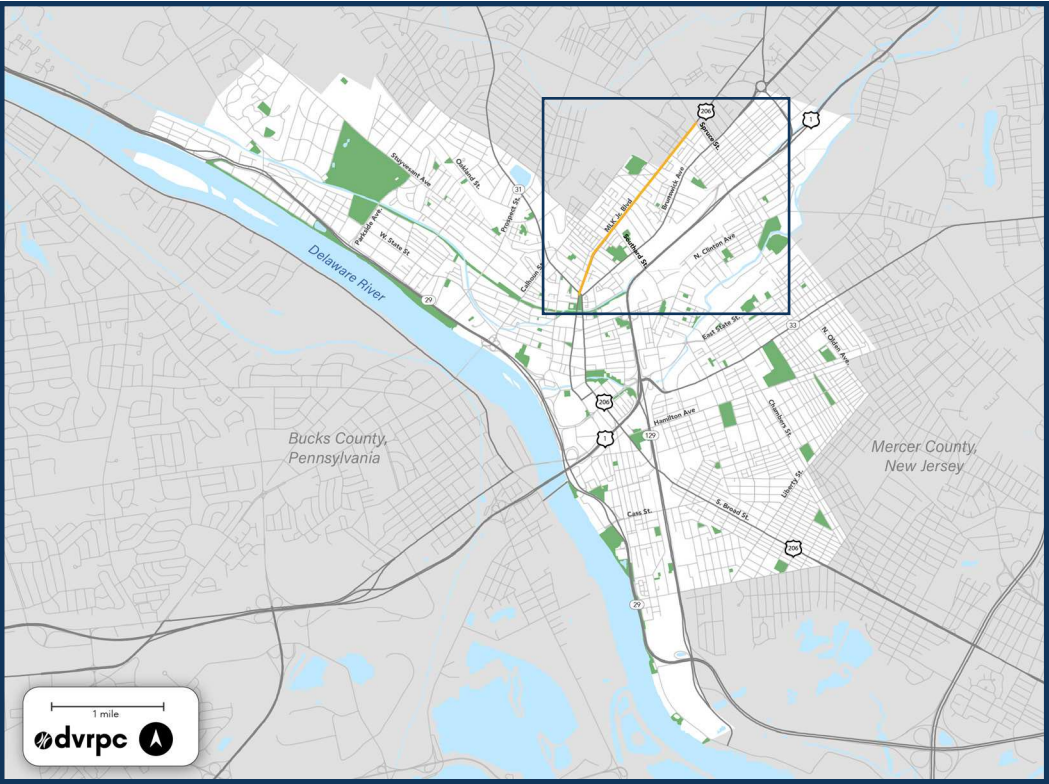 206
1
Spruce St.
Stuyvesant Ave
Oakland St.
31
Prospect St.
Brunswick Ave
MLK Jr. Blvd
Parkside Ave.
W. State St
Southard St.
N. Clinton Ave
Calhoun St.
Delaware River
29
East State St.
33
N. Olden Ave.
206
Hamilton Ave
Chambers St.
129
1
Bucks County,
Pennsylvania
Mercer County,
New Jersey
Liberty St.
S. Broad St.
Cass St.
206
29
1 mile
dvrpc